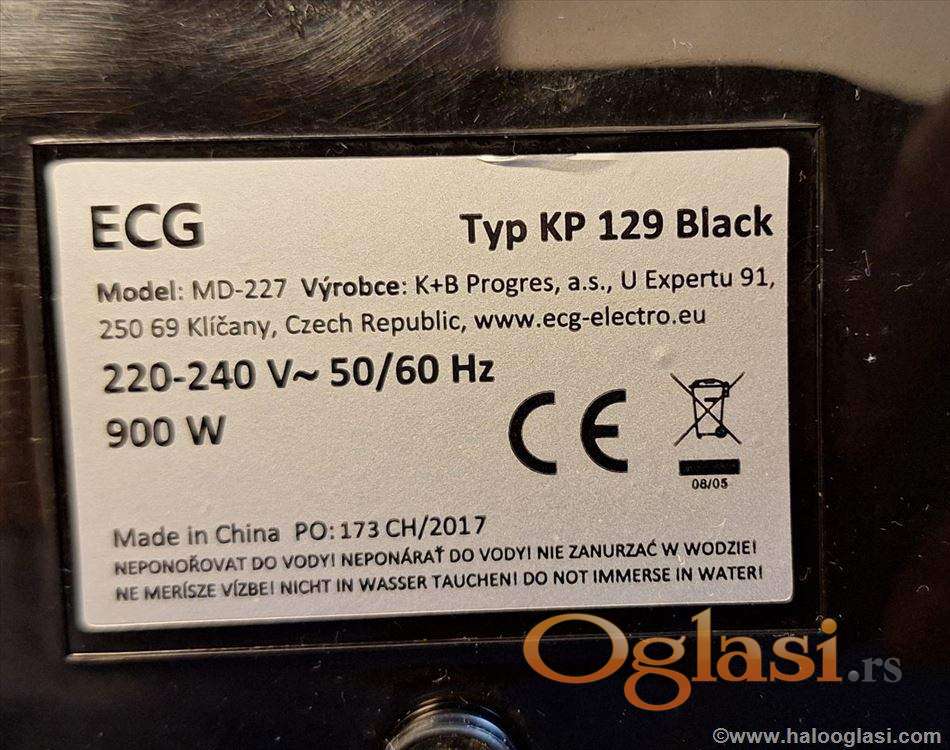 ECG
Typ KP 129 Black
Model: MD-227 Výrobce: K+B Progres, a.s., U Expertu 91,
250 69 Klíčany, Czech Republic, www.ecg-electro.eu
220-240 V~ 50/60 Hz
900 W
CE
08/05
Made in China PO: 173 CH/2017
NEPONOŘOVAT DO VODY! NEPONÁRAŤ DO VODY! NIE ZANURZAĆ W WODZIE!
NE MERÍSZE VÍZBE! NICHT IN WASSER TAUCHEN! DO NOT IMMERSE IN WATER!
Oglasi.rs
©www.halooglasi.com